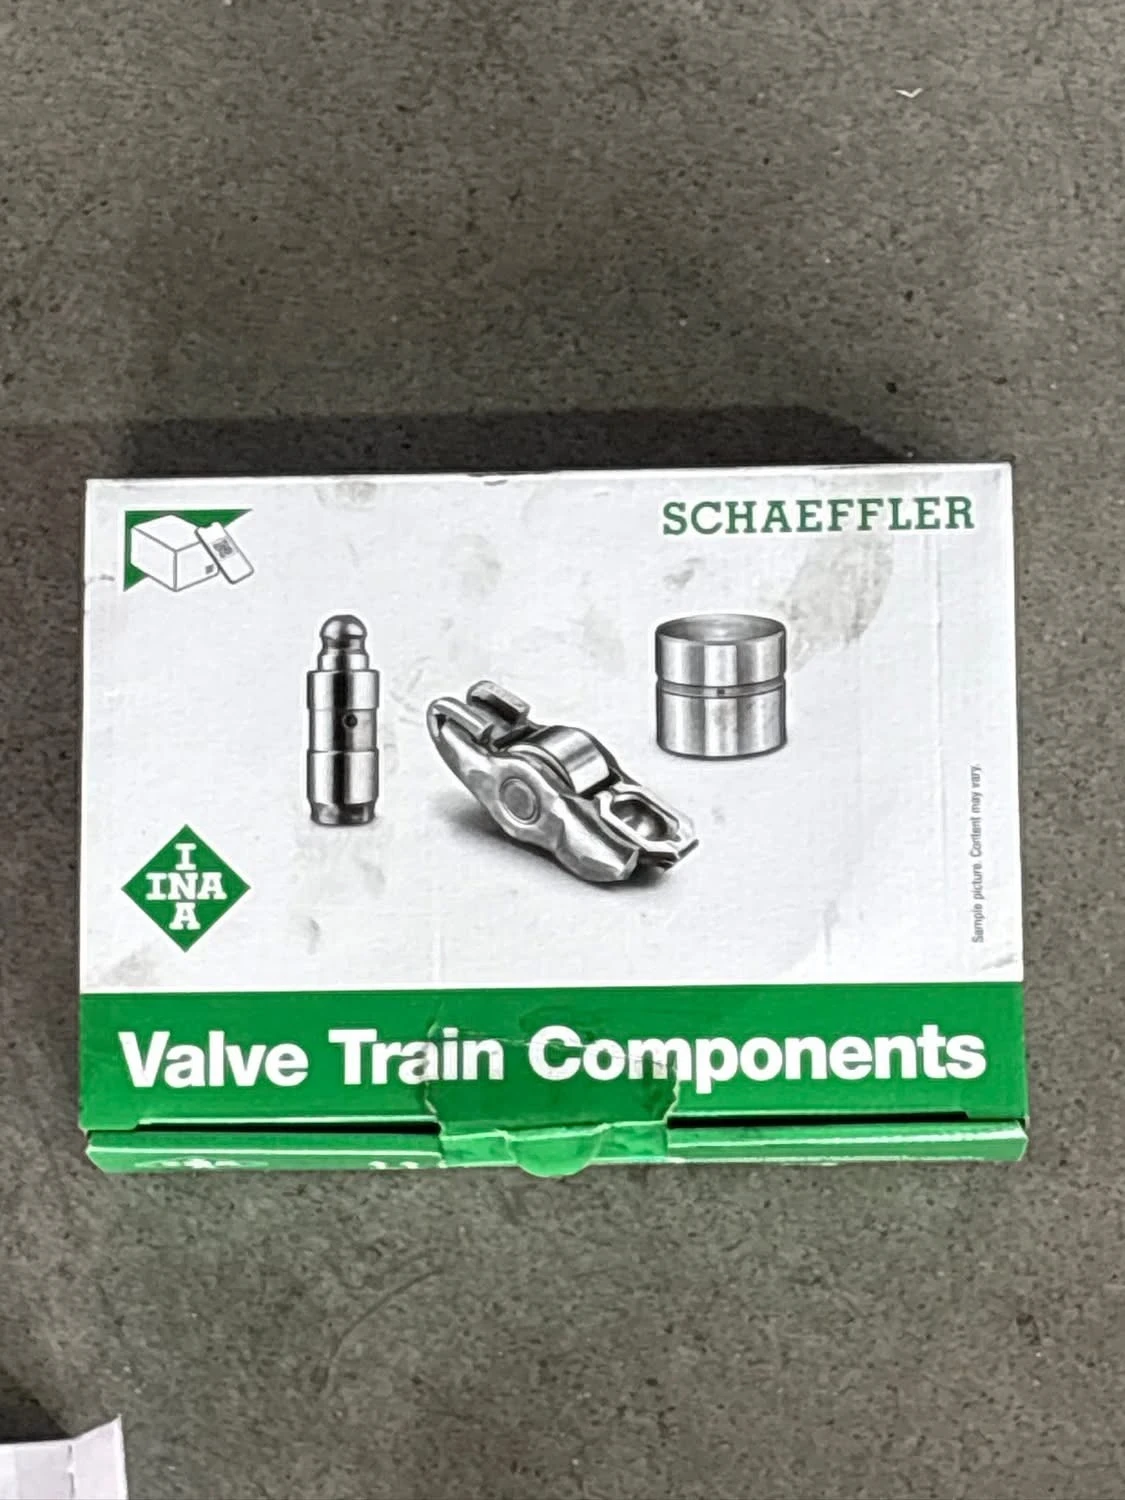 SCHAEFFLER
Sample picture. Content may vary.
I
INA
A
Valve Train Components